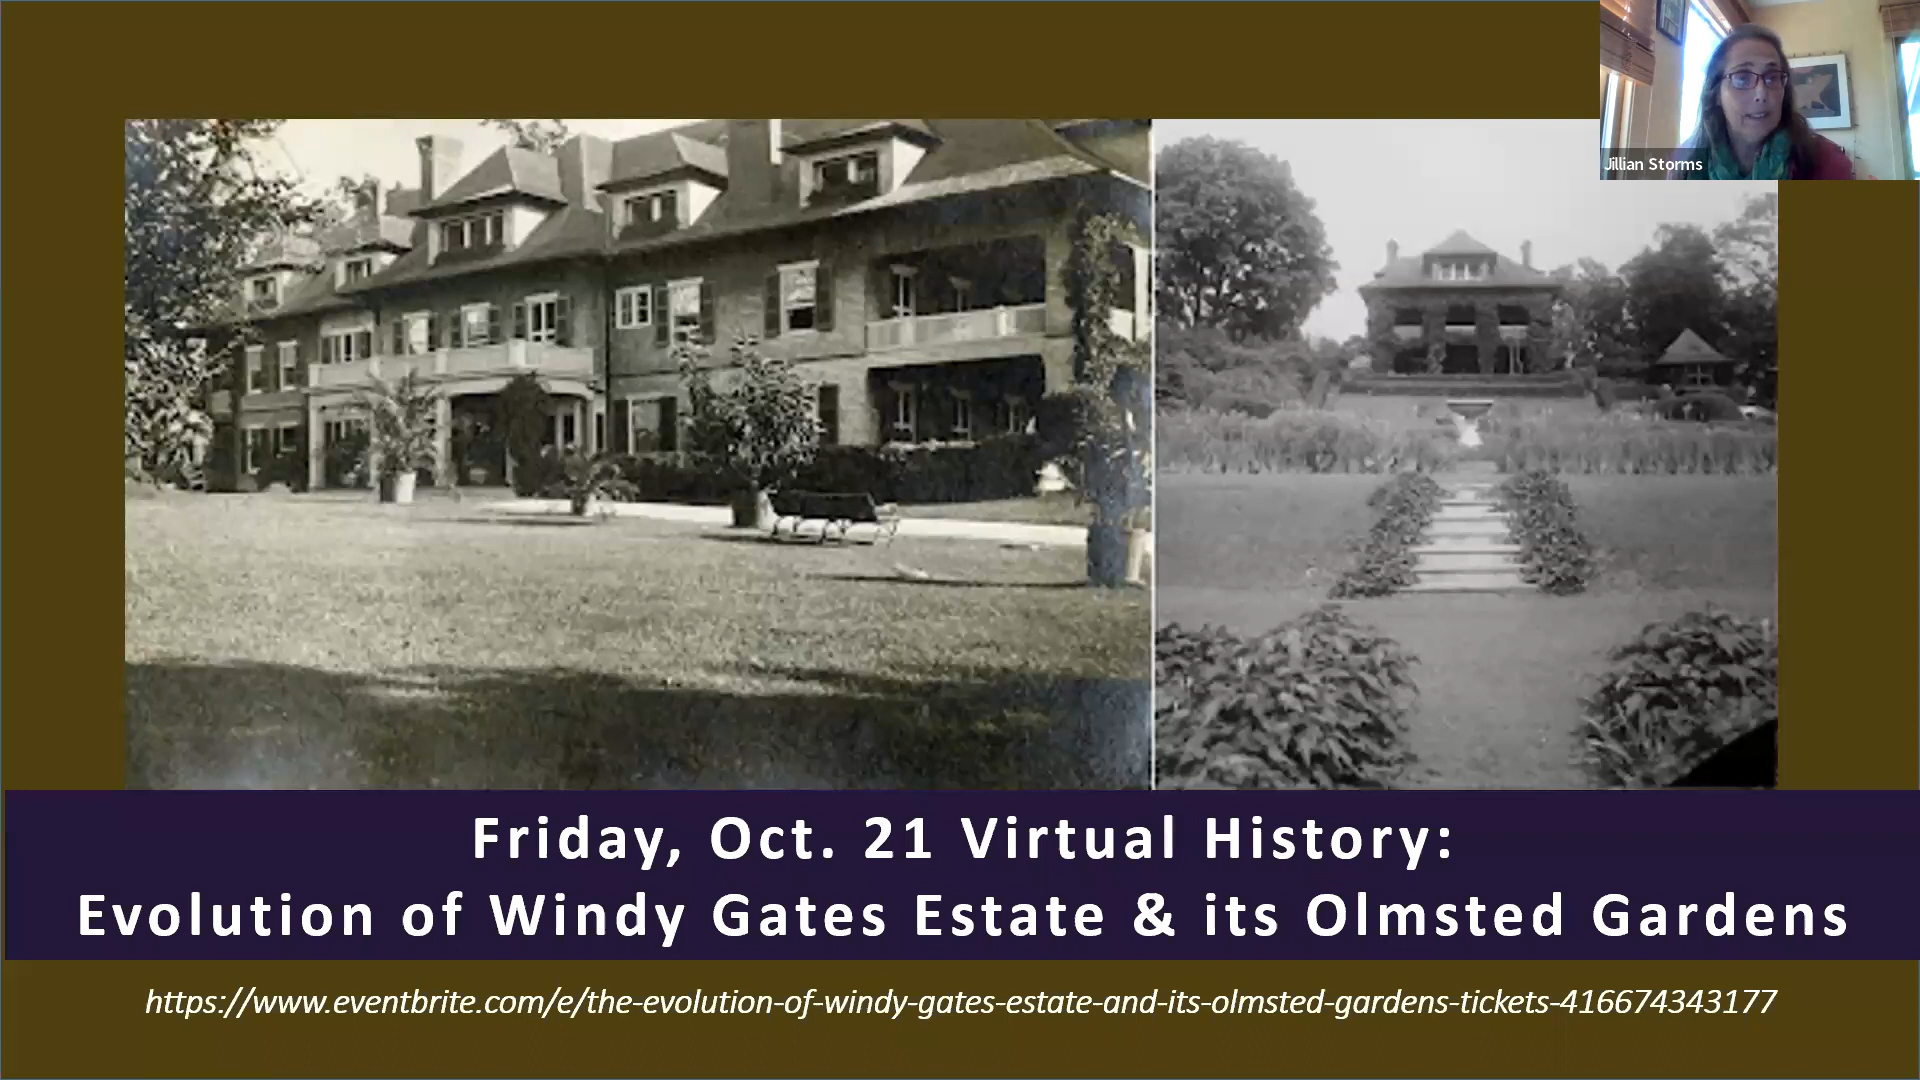 Jillian Storms
Friday, Oct. 21 Virtual History:
Evolution of Windy Gates Estate & its Olmsted Gardens
https://www.eventbrite.com/e/the-evolution-of-windy-gates-estate-and-its-olmsted-gardens-tickets-416674343177